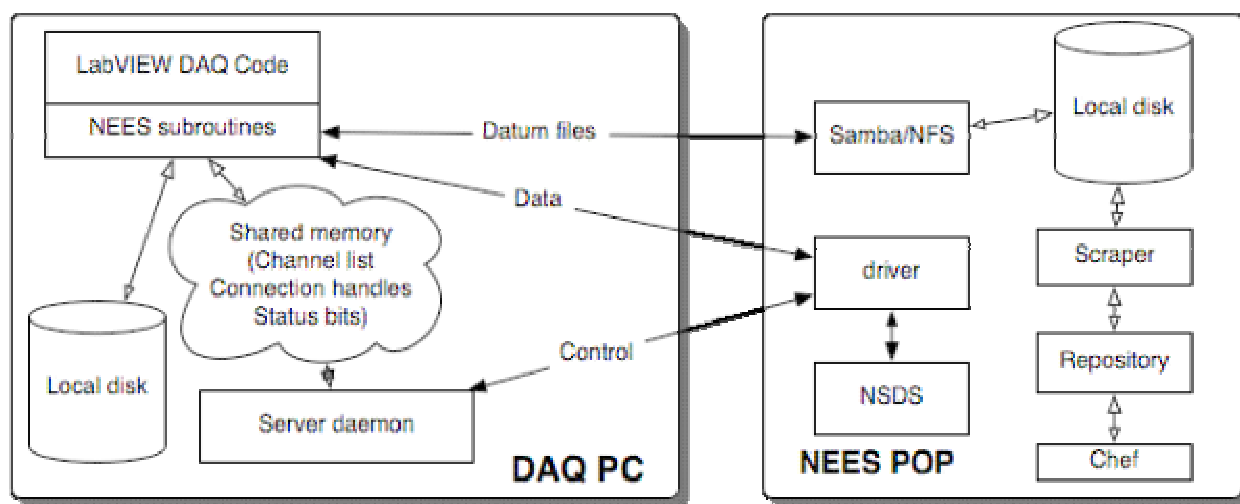 LabVIEW DAQ Code
NEES subroutines
Datum files
Data
Shared memory
(Channel list
Connection handles
Status bits)
Local disk
Control
Server daemon
DAQ PC
Samba/NFS
Local disk
driver
Scraper
NSDS
Repository
Chef
NEES POP